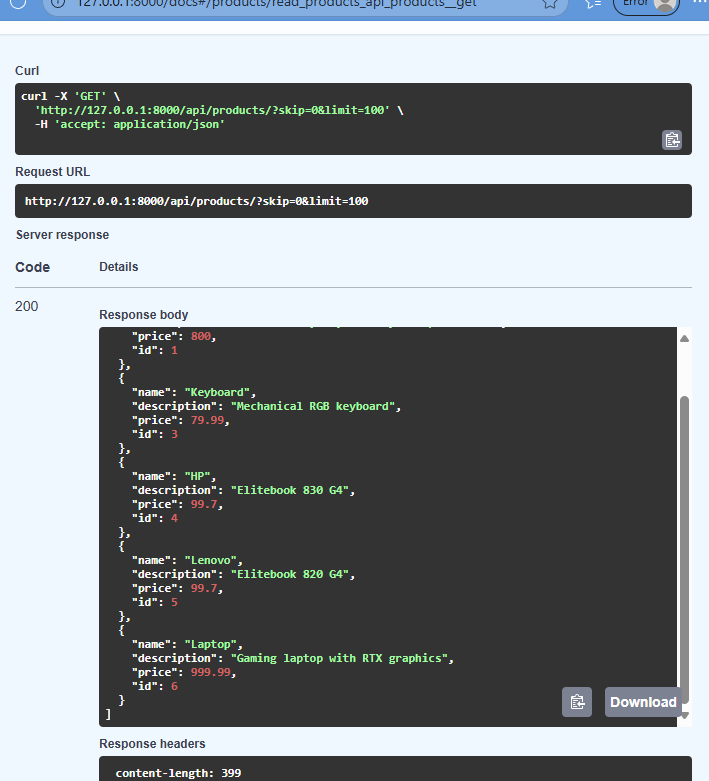 127.0.0.1:8000/docs#/products/read_products_api_products__get
Error
Curl
curl -X 'GET' \
'http://127.0.0.1:8000/api/products/?skip=0&limit=100' \
-H 'accept: application/json'
Request URL
http://127.0.0.1:8000/api/products/?skip=0&limit=100
Server response
Code Details
200
Response body
"price": 800,
"id": 1
},
{
"name": "Keyboard",
"description": "Mechanical RGB keyboard",
"price": 79.99,
"id": 3
},
{
"name": "HP",
"description": "Elitebook 830 G4",
"price": 99.7,
"id": 4
},
{
"name": "Lenovo",
"description": "Elitebook 820 G4",
"price": 99.7,
"id": 5
},
{
"name": "Laptop",
"description": "Gaming laptop with RTX graphics",
"price": 999.99,
"id": 6
}
]
Download
Response headers
content-length: 399